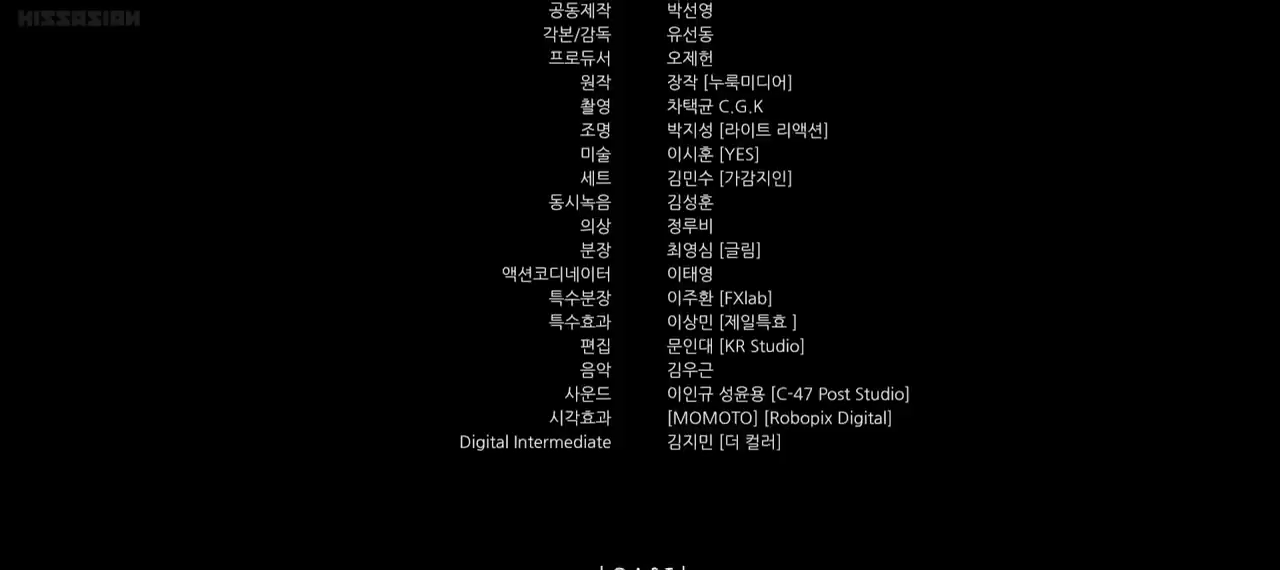 KISSASIAN
공동제작 박선영
각본/감독 유선동
프로듀서 오제헌
원작 장작 [누룩미디어]
촬영 차택균 C.G.K
조명 박지성 [라이트 리액션]
미술 이시훈 [YES]
세트 김민수 [가감지인]
동시녹음 김성훈
의상 정루비
분장 최영심 [글림]
액션코디네이터 이태영
특수분장 이주환 [FXlab]
특수효과 이상민 [제일특효 ]
편집 문인대 [KR Studio]
음악 김우근
사운드 이인규 성윤용 [C-47 Post Studio]
시각효과 [MOMOTO] [Robopix Digital]
Digital Intermediate 김지민 [더 컬러]